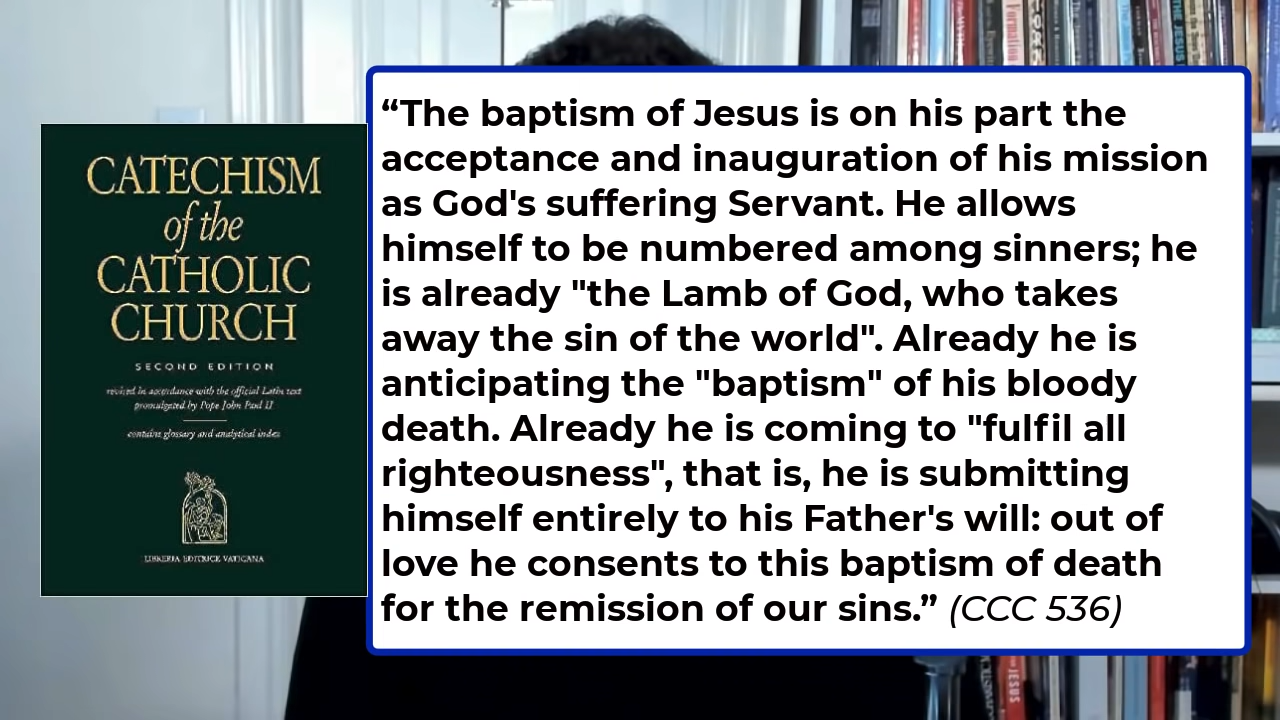 CATECHISM
of the
CATHOLIC
CHURCH
SECOND EDITION
revised in accordance with the official Latin text
promulgated by Pope John Paul II
contains glossary and analytical index
LIBRERIA EDITRICE VATICANA
“The baptism of Jesus is on his part the
acceptance and inauguration of his mission
as God's suffering Servant. He allows
himself to be numbered among sinners; he
is already "the Lamb of God, who takes
away the sin of the world". Already he is
anticipating the "baptism" of his bloody
death. Already he is coming to "fulfil all
righteousness", that is, he is submitting
himself entirely to his Father's will: out of
love he consents to this baptism of death
for the remission of our sins.” (CCC 536)
Formation
THE JESUS
JESUS